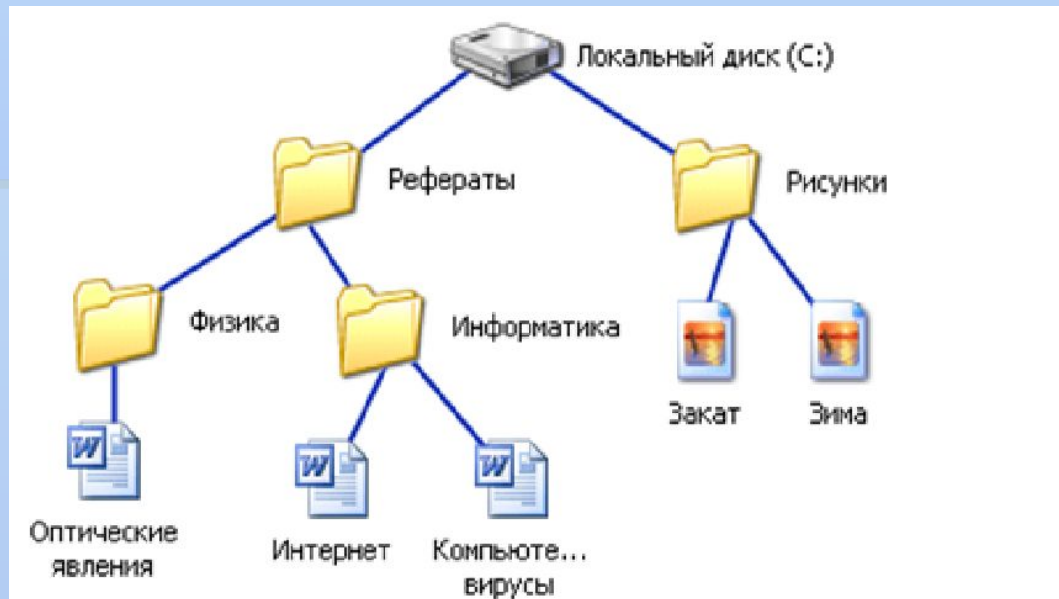 Локальный диск (C:)
Рефераты
Рисунки
Физика
Информатика
Закат
Зима
Оптические
явления
Интернет
Компьюте...
вирусы